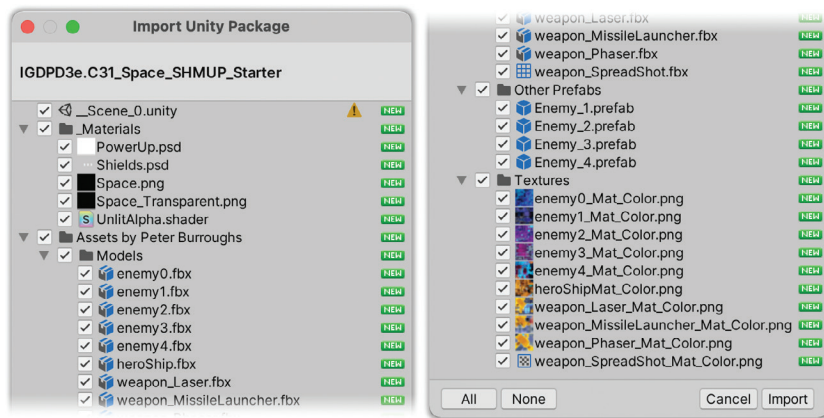 Import Unity Package
IGDPD3e.C31_Space_SHMUP_Starter
__Scene_0.unity NEW
_Materials NEW
PowerUp.psd NEW
Shields.psd NEW
Space.png NEW
Space_Transparent.png NEW
S UnlitAlpha.shader NEW
Assets by Peter Burroughs NEW
Models NEW
enemy0.fbx NEW
enemy1.fbx NEW
enemy2.fbx NEW
enemy3.fbx NEW
enemy4.fbx NEW
heroShip.fbx NEW
weapon_Laser.fbx NEW
weapon_MissileLauncher.fbx NEW
weapon_Laser.fbx NEW
weapon_MissileLauncher.fbx NEW
weapon_Phaser.fbx NEW
weapon_SpreadShot.fbx NEW
Other Prefabs NEW
Enemy_1.prefab NEW
Enemy_2.prefab NEW
Enemy_3.prefab NEW
Enemy_4.prefab NEW
Textures NEW
enemy0_Mat_Color.png NEW
enemy1_Mat_Color.png NEW
enemy2_Mat_Color.png NEW
enemy3_Mat_Color.png NEW
enemy4_Mat_Color.png NEW
heroShipMat_Color.png NEW
weapon_Laser_Mat_Color.png NEW
weapon_MissileLauncher_Mat_Color.png NEW
weapon_Phaser_Mat_Color.png NEW
weapon_SpreadShot_Mat_Color.png NEW
All None Cancel Import